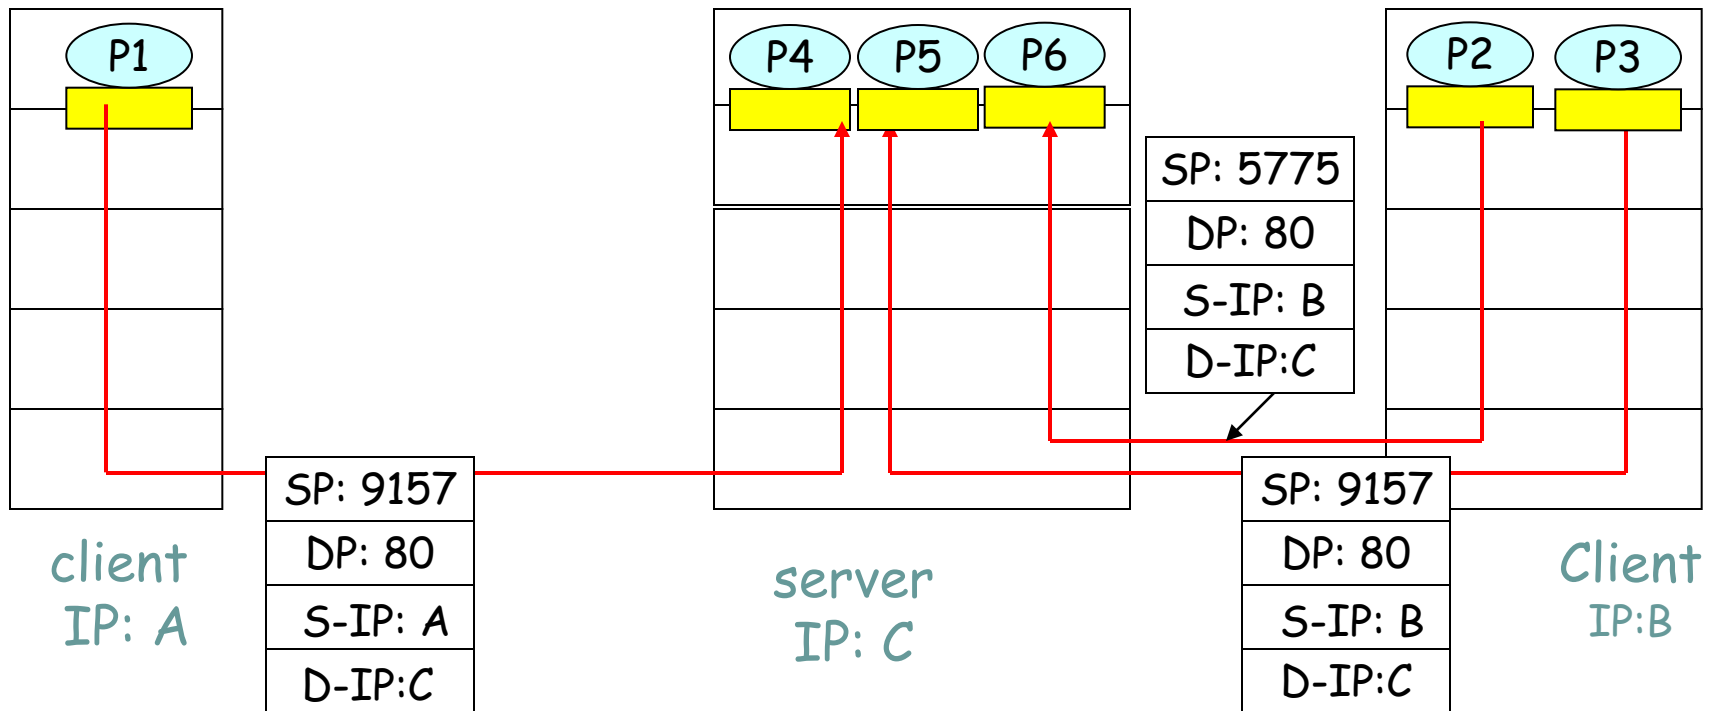 P1
P4
P5
P6
P2
P3
SP: 5775
DP: 80
S-IP: B
D-IP:C
SP: 9157
DP: 80
S-IP: A
D-IP:C
SP: 9157
DP: 80
S-IP: B
D-IP:C
client
IP: A
server
IP: C
Client
IP:B